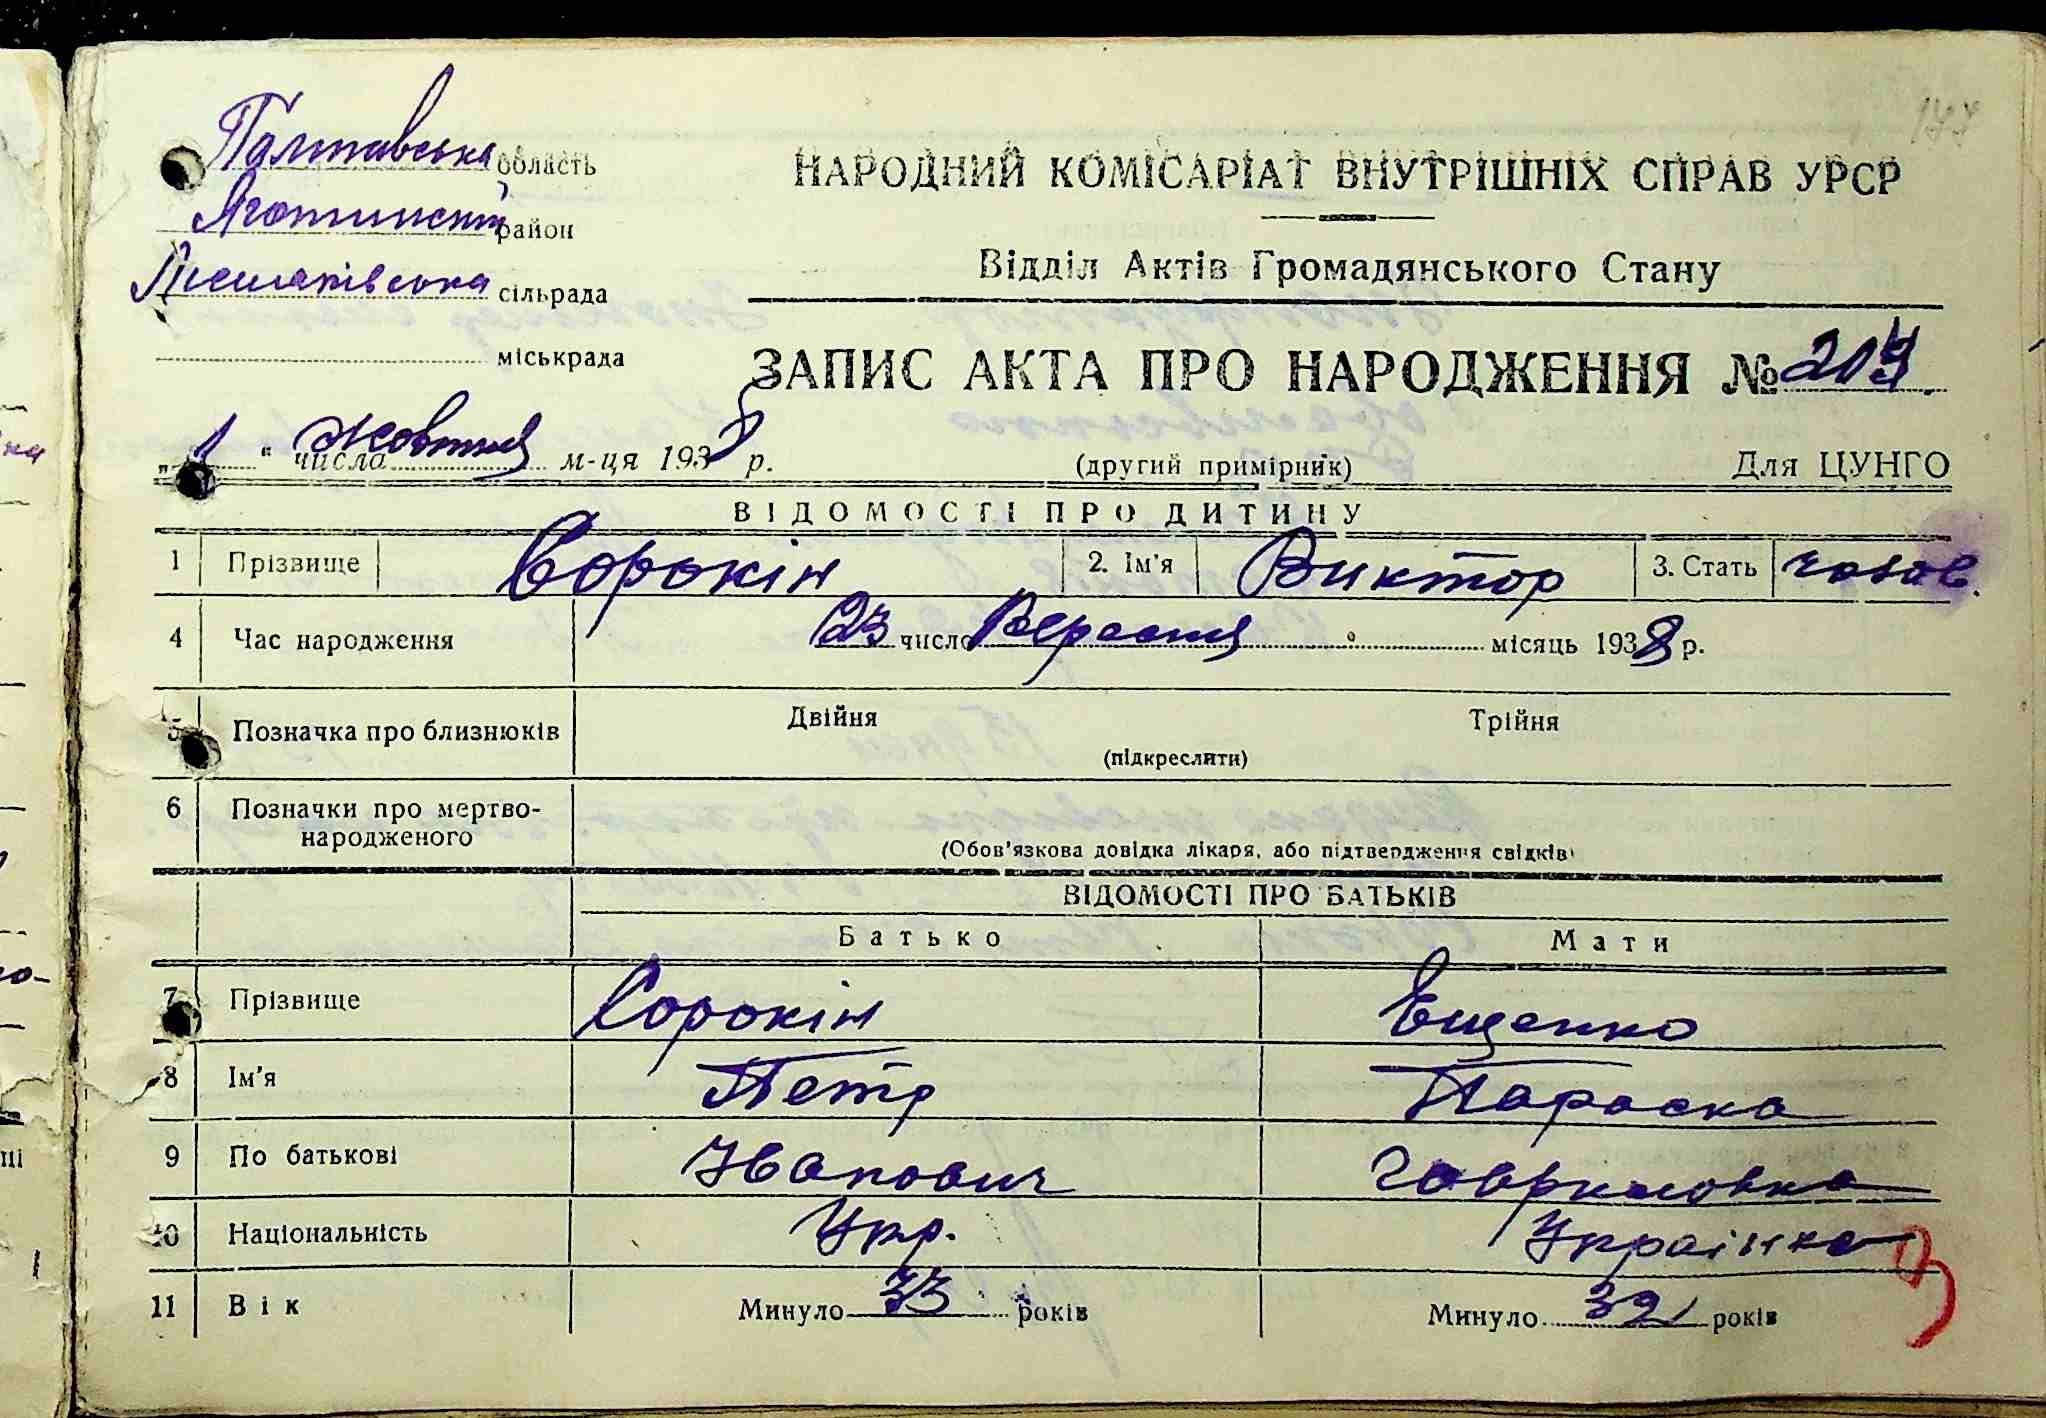 Полтавська область
Яготинський район
сільрада
міськрада
НАРОДНИЙ КОМІСАРІАТ ВНУТРІШНІХ СПРАВ УРСР
Відділ Актів Громадянського Стану
ЗАПИС АКТА ПРО НАРОДЖЕННЯ №
„1" числа жовтня м-ця 193 р.
(другий примірник)
Для ЦУНГО
ВІДОМОСТІ ПРО ДИТИНУ
1 Прізвище Сорокін 2. Ім'я Виктор 3. Стать чолов.
4 Час народження 23 число Вересня місяць 1938 р.
5 Позначка про близнюків Двійня Трійня
(підкреслити)
6 Позначки про мертво-
народженого
(Обов'язкова довідка лікаря, або підтвердження свідків)
ВІДОМОСТІ ПРО БАТЬКІВ
Батько Мати
7 Прізвище Сорокін Ещенко
8 Ім'я Петр Параска
9 По батькові Іванович Гавриловна
10 Національність Укр. Українка
11 Вік Минуло 33 років Минуло 32 років